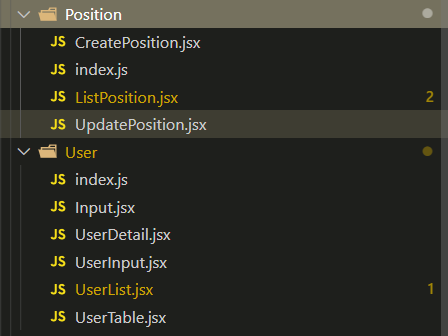 Position
JS CreatePosition.jsx
JS index.js
JS ListPosition.jsx 2
JS UpdatePosition.jsx
User
JS index.js
JS Input.jsx
JS UserDetail.jsx
JS UserInput.jsx
JS UserList.jsx 1
JS UserTable.jsx